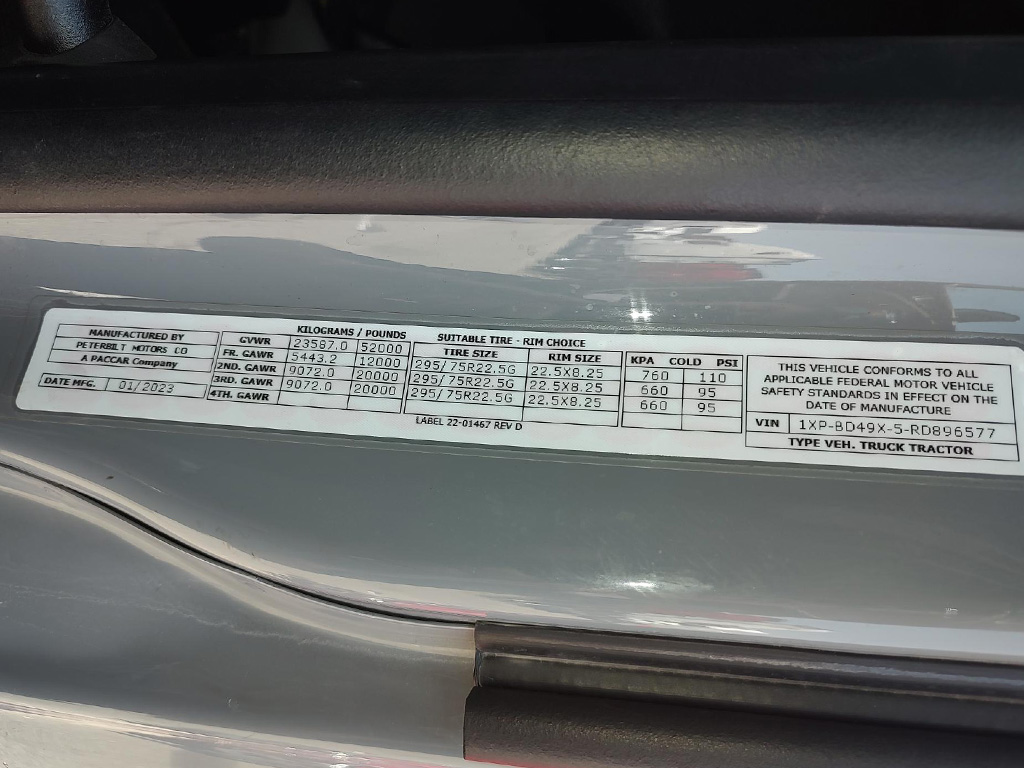 MANUFACTURED BY
PETERBILT MOTORS CO
A PACCAR Company
DATE MFG. 01/2023
KILOGRAMS / POUNDS
GVWR 23587.0 52000
FR. GAWR 5443.2 12000
2ND. GAWR 9072.0 20000
3RD. GAWR 9072.0 20000
4TH. GAWR
SUITABLE TIRE - RIM CHOICE
TIRE SIZE RIM SIZE
295/75R22.5G 22.5X8.25
295/75R22.5G 22.5X8.25
295/75R22.5G 22.5X8.25
KPA COLD PSI
760 110
660 95
660 95
LABEL 22-01467 REV D
THIS VEHICLE CONFORMS TO ALL
APPLICABLE FEDERAL MOTOR VEHICLE
SAFETY STANDARDS IN EFFECT ON THE
DATE OF MANUFACTURE
VIN 1XP-BD49X-5-RD896577
TYPE VEH. TRUCK TRACTOR